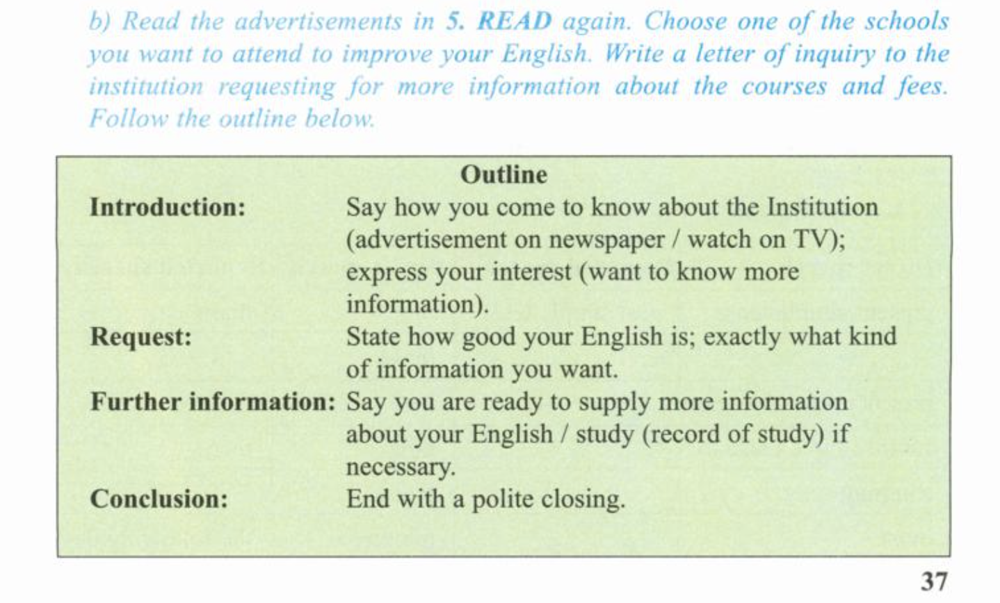 b) Read the advertisements in 5. READ again. Choose one of the schools
you want to attend to improve your English. Write a letter of inquiry to the
institution requesting for more information about the courses and fees.
Follow the outline below.
Outline
Introduction: Say how you come to know about the Institution
(advertisement on newspaper / watch on TV);
express your interest (want to know more
information).
Request: State how good your English is; exactly what kind
of information you want.
Further information: Say you are ready to supply more information
about your English / study (record of study) if
necessary.
Conclusion: End with a polite closing.
37